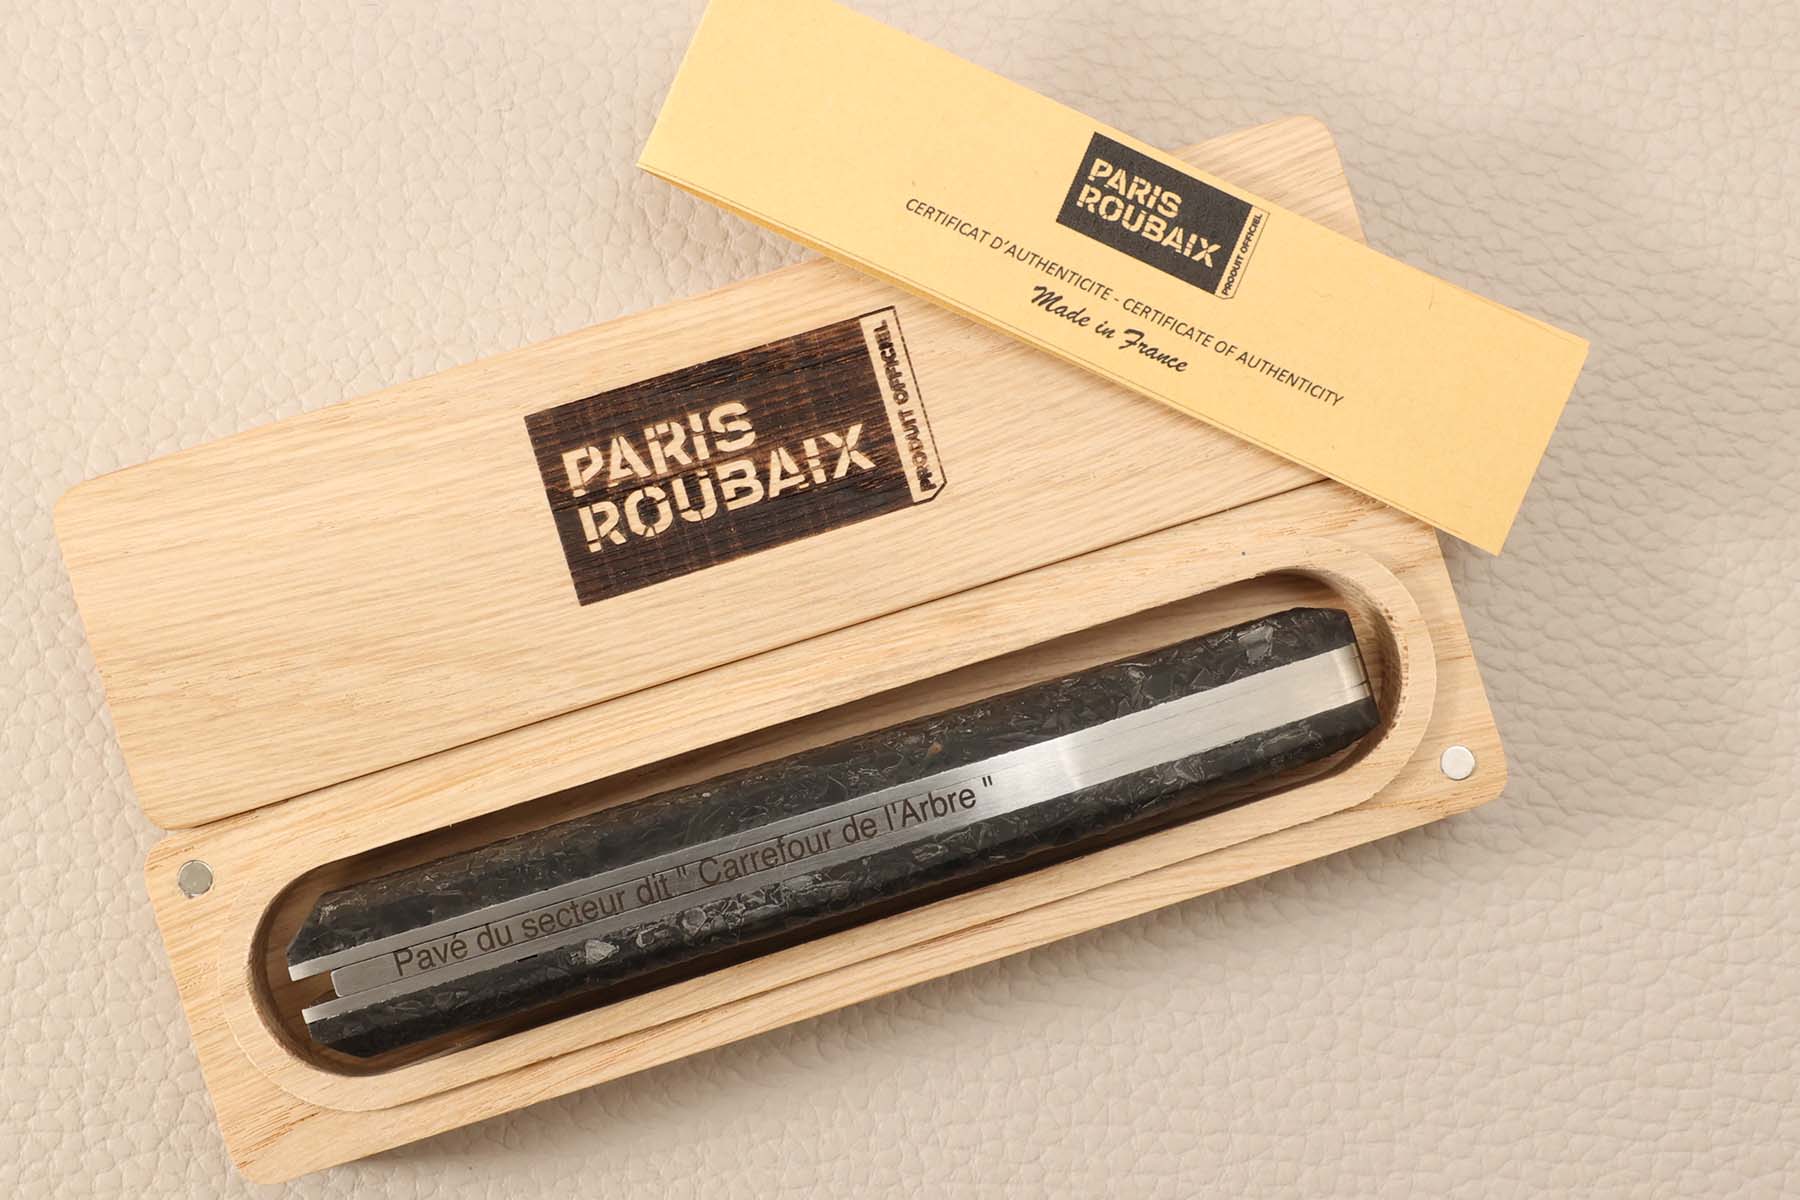 PARIS
ROUBAIX
PRODUIT OFFICIEL
CERTIFICAT D'AUTHENTICITE - CERTIFICATE OF AUTHENTICITY
Made in France
PARIS
ROUBAIX
PRODUIT OFFICIEL
Pavé du secteur dit " Carrefour de l'Arbre "